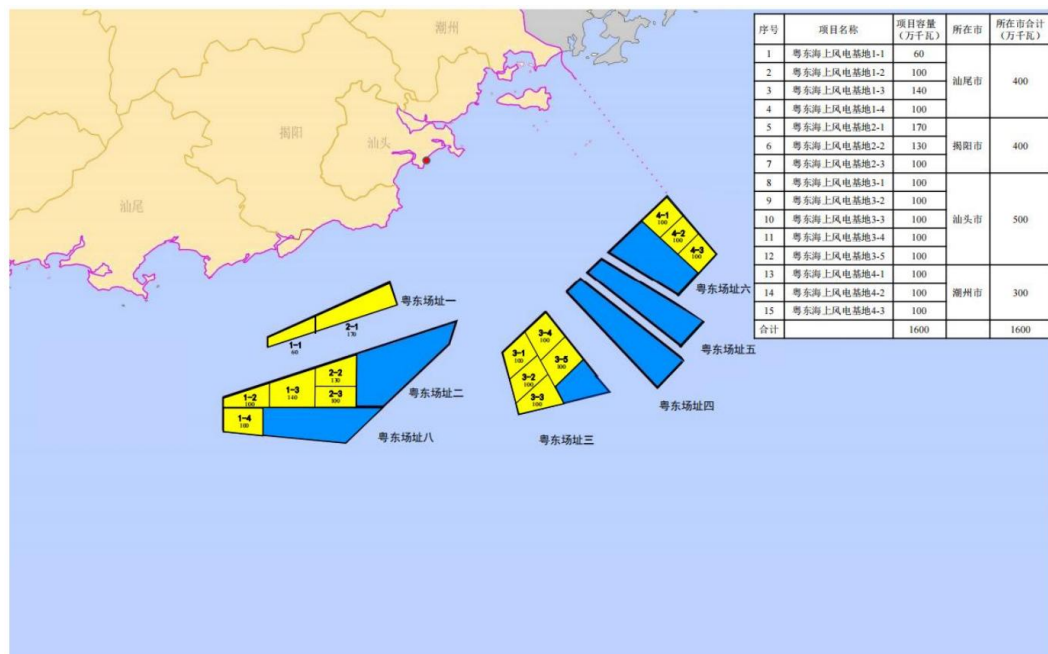 潮州
揭阳
汕头
汕尾
4-1
100
4-2
100
4-3
100
粤东场址六
粤东场址一
2-1
170
1-1
60
3-4
100
3-1
100
3-5
100
3-2
100
3-3
100
粤东场址五
粤东场址四
粤东场址三
2-2
130
1-3
140
1-2
100
2-3
100
粤东场址二
1-4
100
粤东场址八
序号 项目名称 项目容量（万千瓦） 所在市 所在市合计（万千瓦）
1 粤东海上风电基地1-1 60 汕尾市 400
2 粤东海上风电基地1-2 100
3 粤东海上风电基地1-3 140
4 粤东海上风电基地1-4 100
5 粤东海上风电基地2-1 170 揭阳市 400
6 粤东海上风电基地2-2 130
7 粤东海上风电基地2-3 100
8 粤东海上风电基地3-1 100 汕头市 500
9 粤东海上风电基地3-2 100
10 粤东海上风电基地3-3 100
11 粤东海上风电基地3-4 100
12 粤东海上风电基地3-5 100
13 粤东海上风电基地4-1 100 潮州市 300
14 粤东海上风电基地4-2 100
15 粤东海上风电基地4-3 100
合计 1600 1600